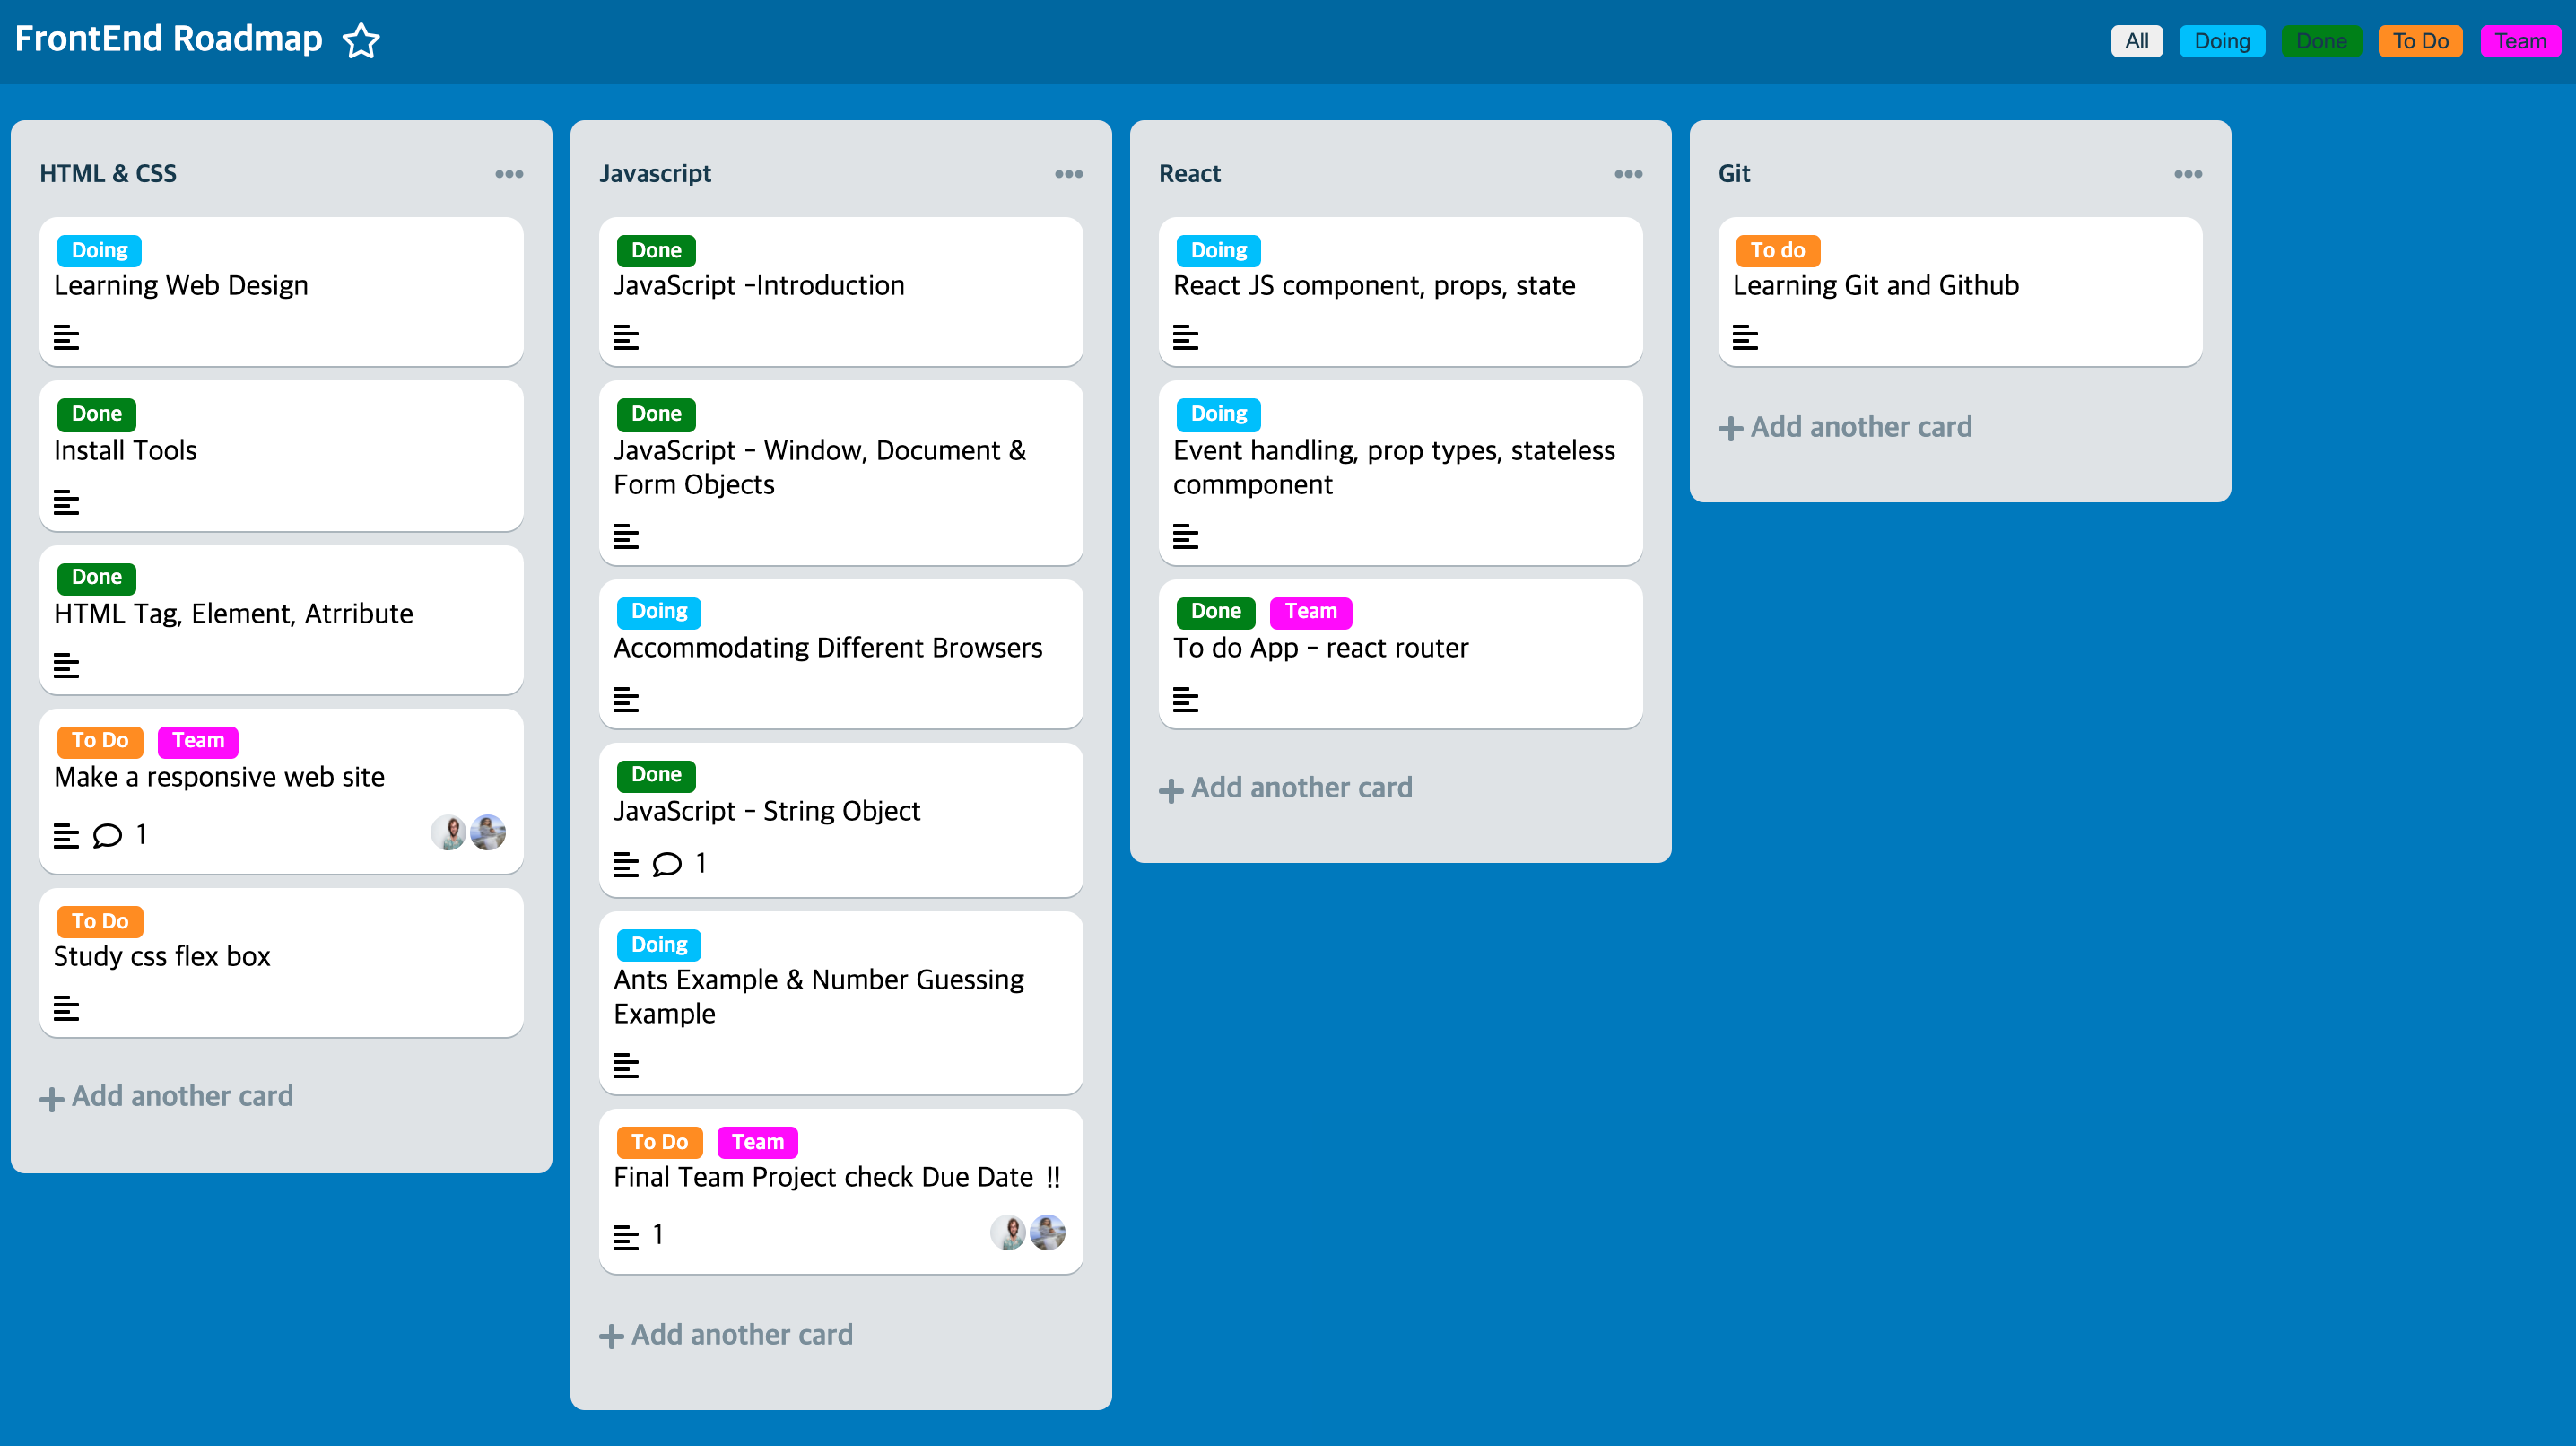 FrontEnd Roadmap
All Doing Done To Do Team
HTML & CSS
Doing
Learning Web Design
Done
Install Tools
Done
HTML Tag, Element, Atrribute
To Do Team
Make a responsive web site
1
To Do
Study css flex box
Add another card
Javascript
Done
JavaScript -Introduction
Done
JavaScript - Window, Document &
Form Objects
Doing
Accommodating Different Browsers
Done
JavaScript - String Object
1
Doing
Ants Example & Number Guessing
Example
To Do Team
Final Team Project check Due Date !!
1
Add another card
React
Doing
React JS component, props, state
Doing
Event handling, prop types, stateless
commponent
Done Team
To do App - react router
Add another card
Git
To do
Learning Git and Github
Add another card